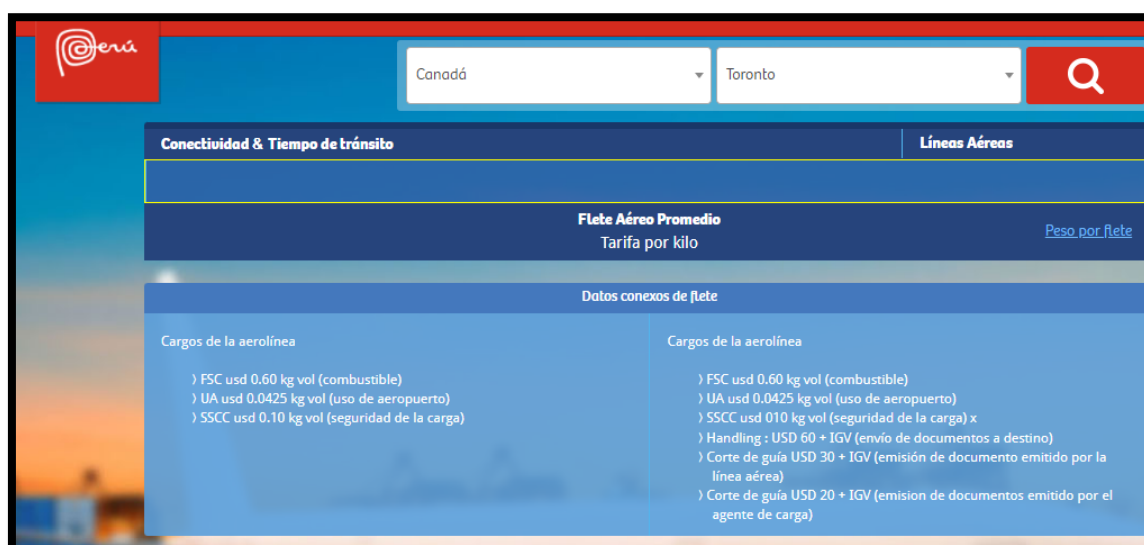 Perú
Canadá
Toronto
Conectividad & Tiempo de tránsito
Líneas Aéreas
Flete Aéreo Promedio
Tarifa por kilo
Peso por flete
Datos conexos de flete
Cargos de la aerolínea
〉FSC usd 0.60 kg vol (combustible)
〉UA usd 0.0425 kg vol (uso de aeropuerto)
〉SSCC usd 0.10 kg vol (seguridad de la carga)
Cargos de la aerolínea
〉FSC usd 0.60 kg vol (combustible)
〉UA usd 0.0425 kg vol (uso de aeropuerto)
〉SSCC usd 010 kg vol (seguridad de la carga) x
〉Handling : USD 60 + IGV (envío de documentos a destino)
〉Corte de guía USD 30 + IGV (emisión de documento emitido por la
línea aérea)
〉Corte de guía USD 20 + IGV (emision de documentos emitido por el
agente de carga)